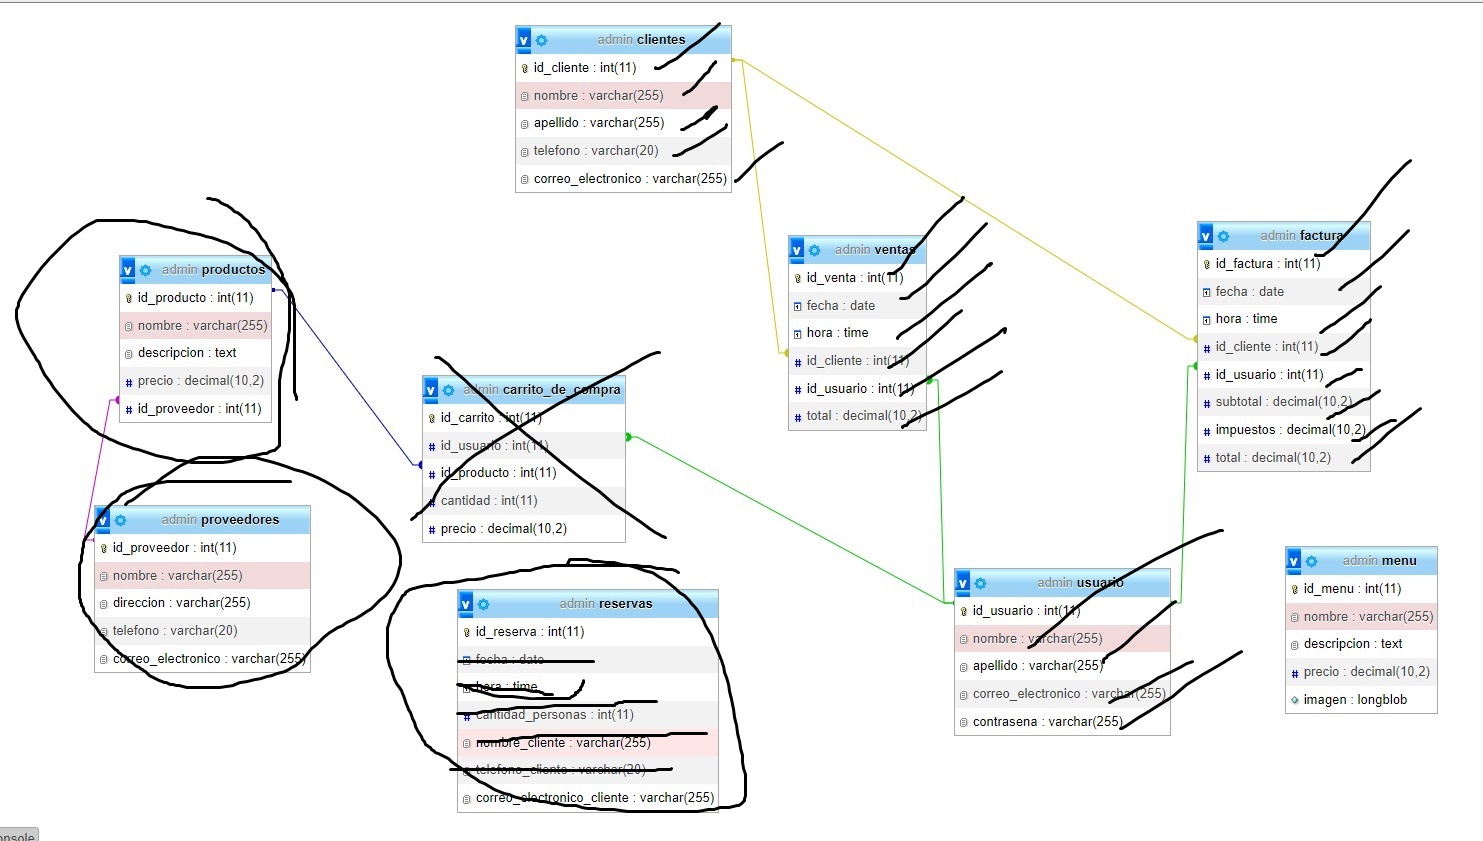 admin clientes
id_cliente : int(11)
nombre : varchar(255)
apellido : varchar(255)
telefono : varchar(20)
correo_electronico : varchar(255)
admin productos
id_producto : int(11)
nombre : varchar(255)
descripcion : text
precio : decimal(10,2)
id_proveedor : int(11)
admin ventas
id_venta : int(11)
fecha : date
hora : time
id_cliente : int(11)
id_usuario : int(11)
total : decimal(10,2)
admin factura
id_factura : int(11)
fecha : date
hora : time
id_cliente : int(11)
id_usuario : int(11)
subtotal : decimal(10,2)
impuestos : decimal(10,2)
total : decimal(10,2)
admin carrito_de_compra
id_carrito : int(11)
id_usuario : int(11)
id_producto : int(11)
cantidad : int(11)
precio : decimal(10,2)
admin proveedores
id_proveedor : int(11)
nombre : varchar(255)
direccion : varchar(255)
telefono : varchar(20)
correo_electronico : varchar(255)
admin reservas
id_reserva : int(11)
fecha : date
hora : time
cantidad_personas : int(11)
nombre_cliente : varchar(255)
telefono_cliente : varchar(20)
correo_electronico_cliente : varchar(255)
admin usuario
id_usuario : int(11)
nombre : varchar(255)
apellido : varchar(255)
correo_electronico : varchar(255)
contrasena : varchar(255)
admin menu
id_menu : int(11)
nombre : varchar(255)
descripcion : text
precio : decimal(10,2)
imagen : longblob
onsole